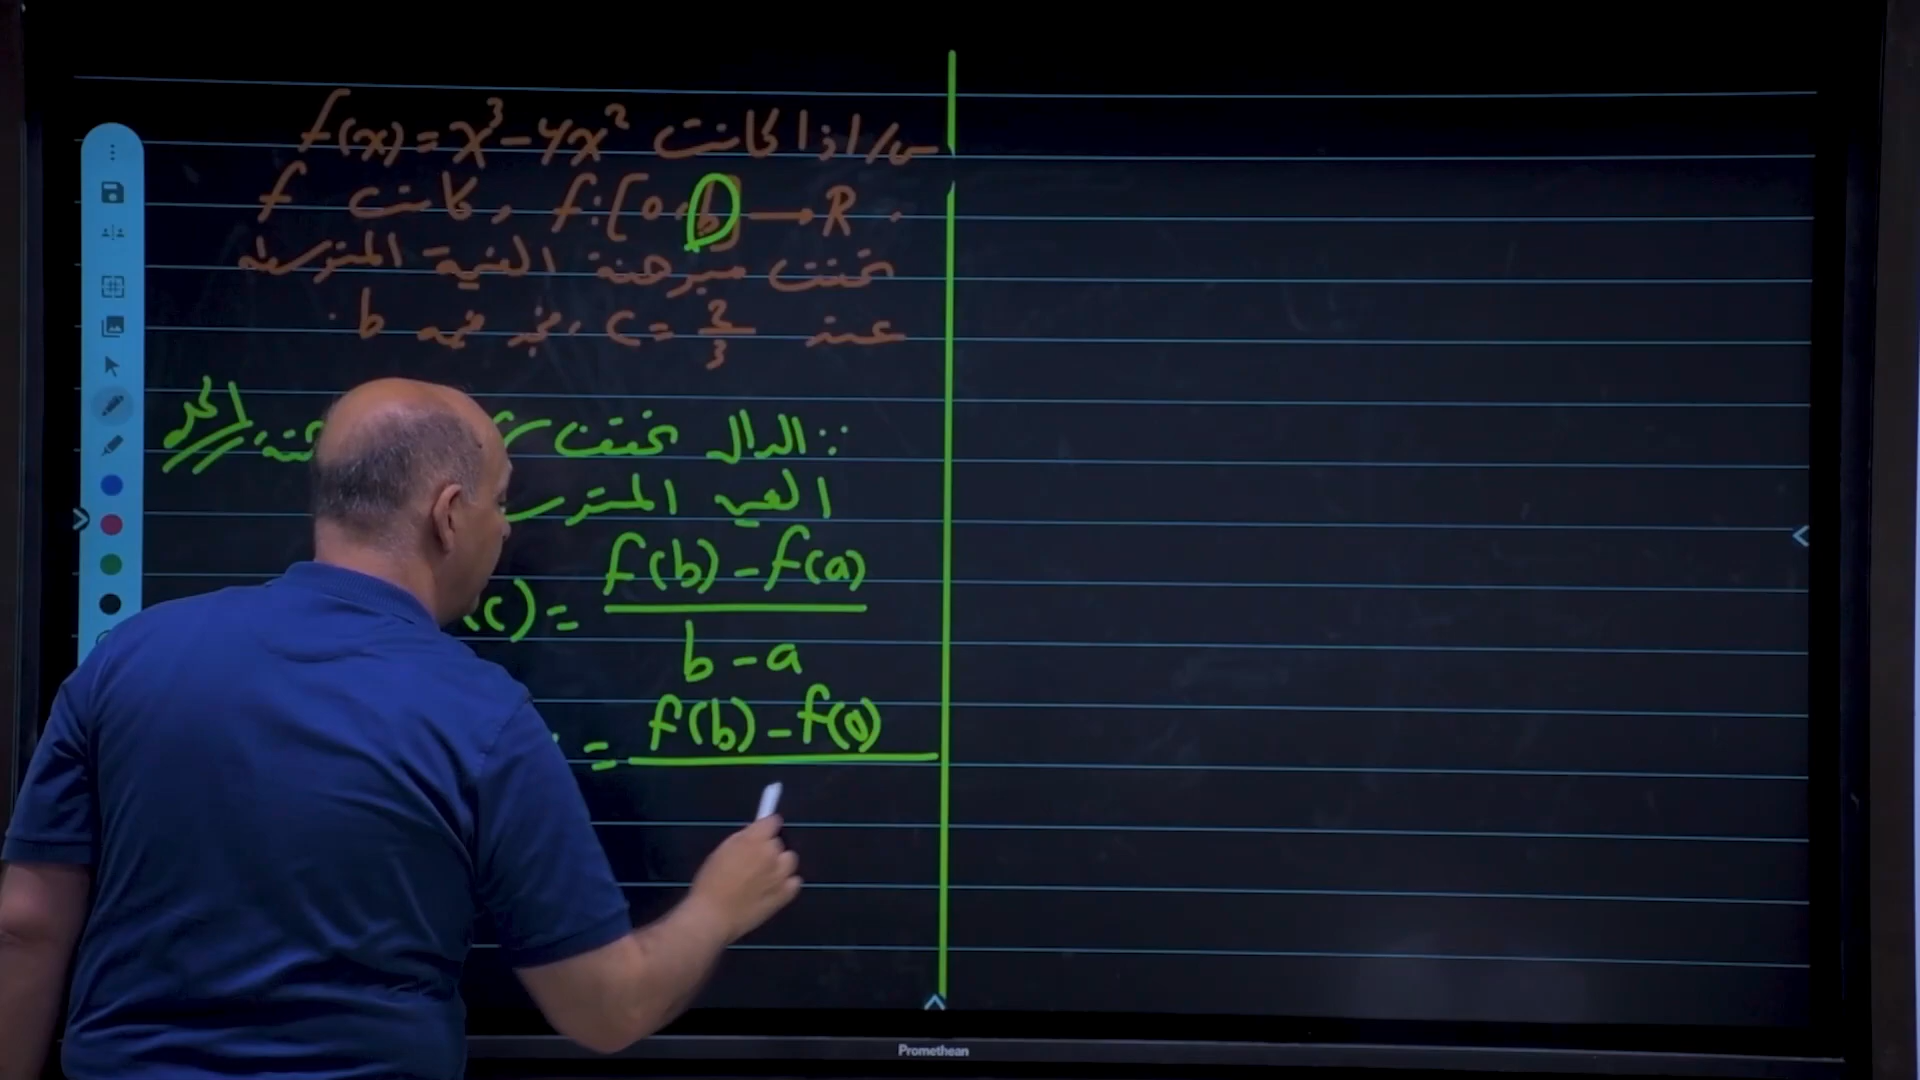 س/ اذا كانت f(x) = x³ - 4x²
f : [0, b] → R , كانت f
تحقق مبرهنة القيمة المتوسطة
عند c = 2/3 ، جد قيمة b
الحل
∵ الدالة تحقق
القيمة
(c) = f(b) - f(a) / b - a
= f(b) - f(0)
Promethean